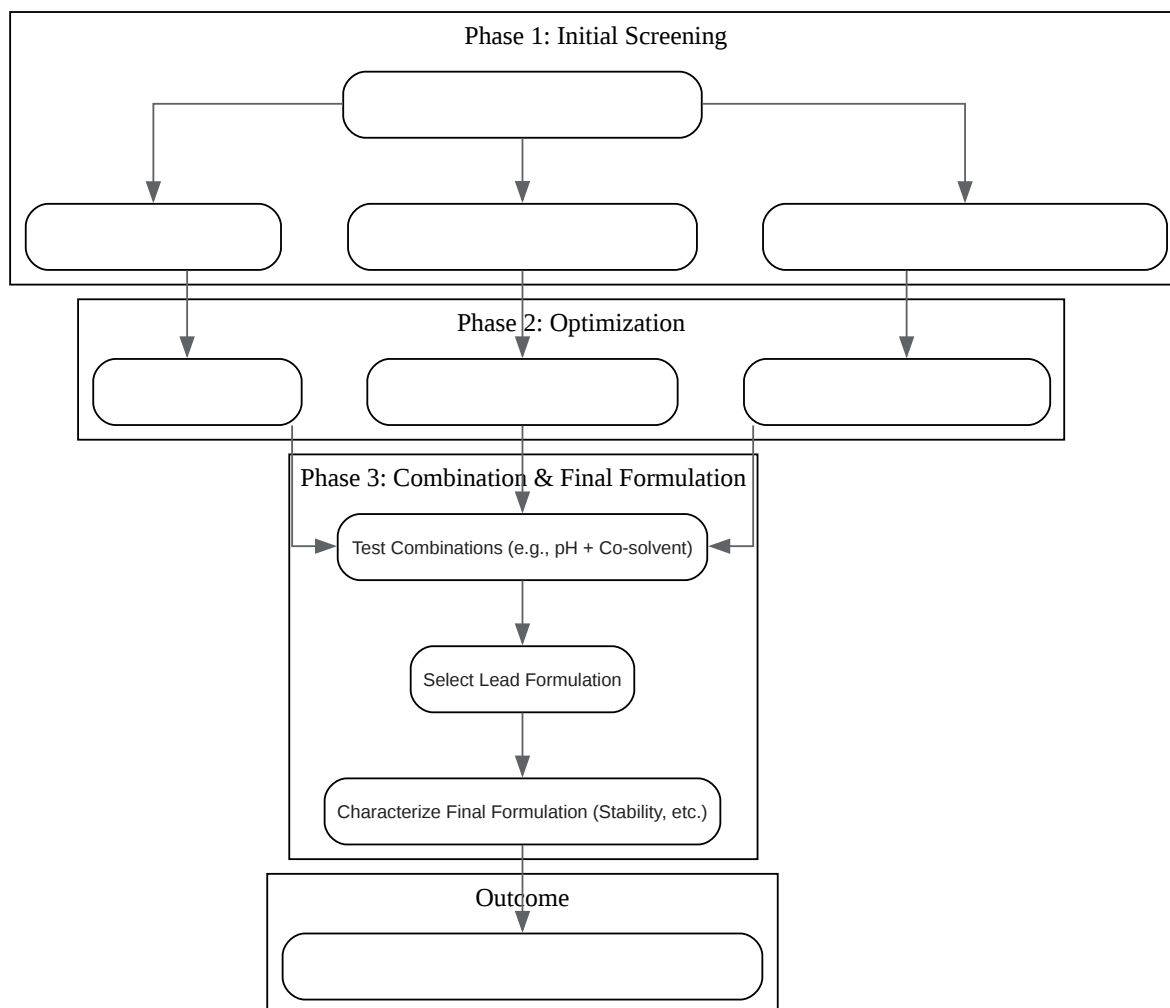 Phase 1: Initial Screening
Phase 2: Optimization
Phase 3: Combination & Final Formulation
Test Combinations (e.g., pH + Co-solvent)
Select Lead Formulation
Characterize Final Formulation (Stability, etc.)
Outcome